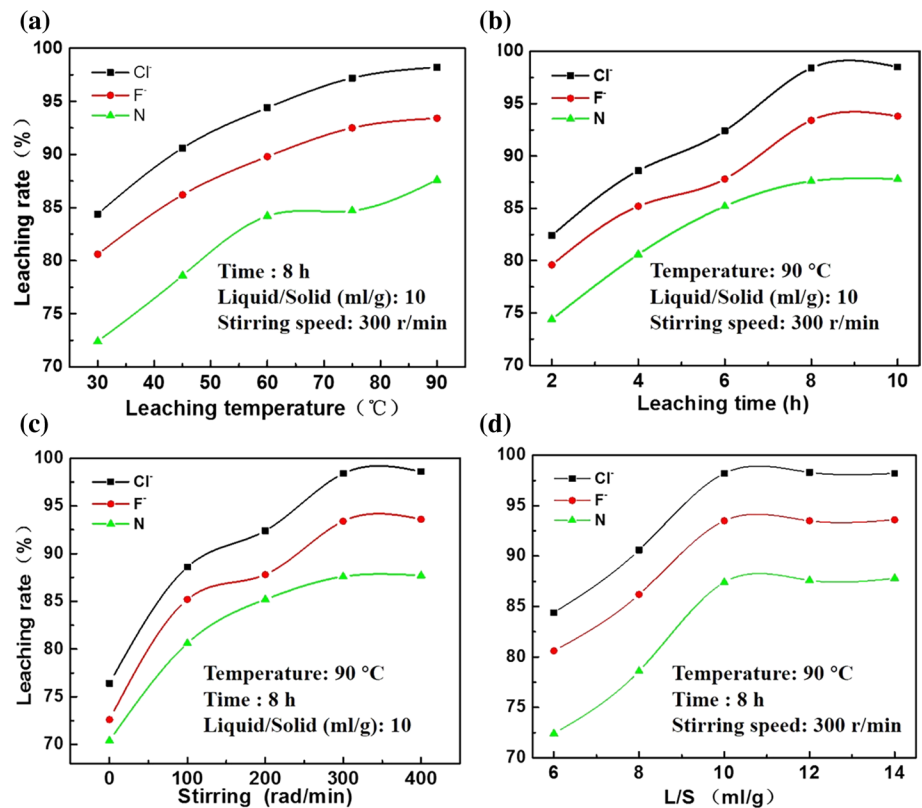 (a)
100
95
90
85
80
75
70
Leaching rate（%）
Cl-
F-
N
Time : 8 h
Liquid/Solid (ml/g): 10
Stirring speed: 300 r/min
30 40 50 60 70 80 90
Leaching temperature（℃）
(b)
100
95
90
85
80
75
70
Cl-
F-
N
Temperature: 90 °C
Liquid/Solid (ml/g): 10
Stirring speed: 300 r/min
2 4 6 8 10
Leaching time (h)
(c)
100
95
90
85
80
75
70
Leaching rate（%）
Cl-
F-
N
Temperature: 90 °C
Time : 8 h
Liquid/Solid (ml/g): 10
0 100 200 300 400
Stirring (rad/min)
(d)
100
95
90
85
80
75
70
Cl-
F-
N
Temperature: 90 °C
Time : 8 h
Stirring speed: 300 r/min
6 8 10 12 14
L/S （ml/g）